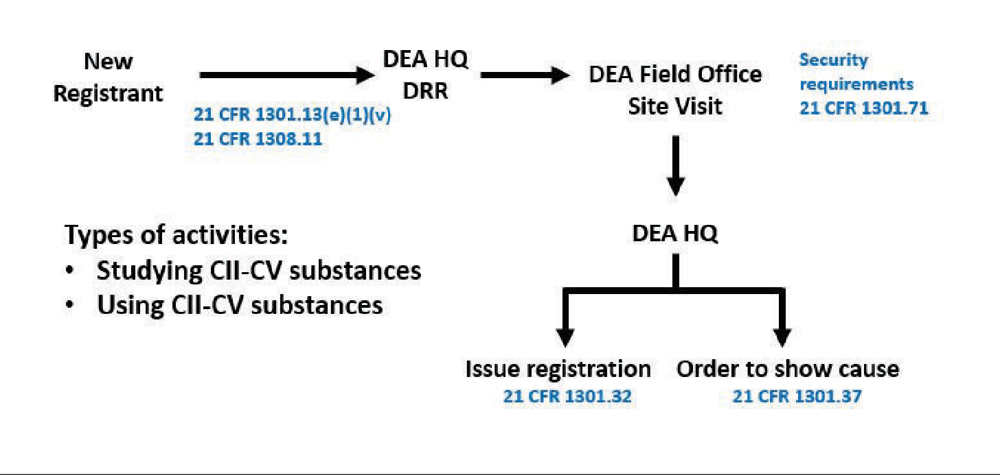 New
Registrant
DEA HQ
DRR
21 CFR 1301.13(e)(1)(v)
21 CFR 1308.11
DEA Field Office
Site Visit
Security
requirements
21 CFR 1301.71
DEA HQ
Types of activities:
• Studying CII-CV substances
• Using CII-CV substances
Issue registration
21 CFR 1301.32
Order to show cause
21 CFR 1301.37